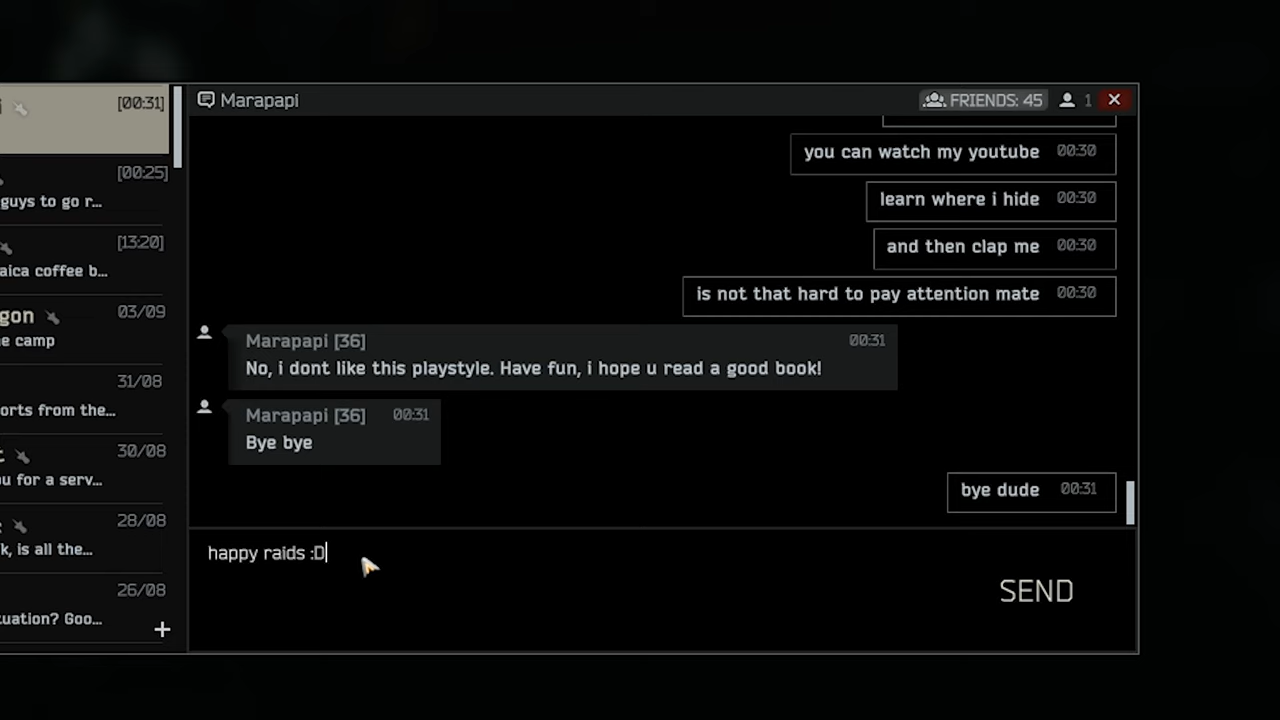 i [00:31]
[00:25]
guys to go r...
[13:20]
aica coffee b...
gon 03/09
e camp
31/08
orts from the...
t 30/08
u for a serv...
28/08
k, is all the...
26/08
uation? Goo...
+
Marapapi
FRIENDS: 45 1
you can watch my youtube 00:30
learn where i hide 00:30
and then clap me 00:30
is not that hard to pay attention mate 00:30
Marapapi [36] 00:31
No, i dont like this playstyle. Have fun, i hope u read a good book!
Marapapi [36] 00:31
Bye bye
bye dude 00:31
happy raids :D
SEND